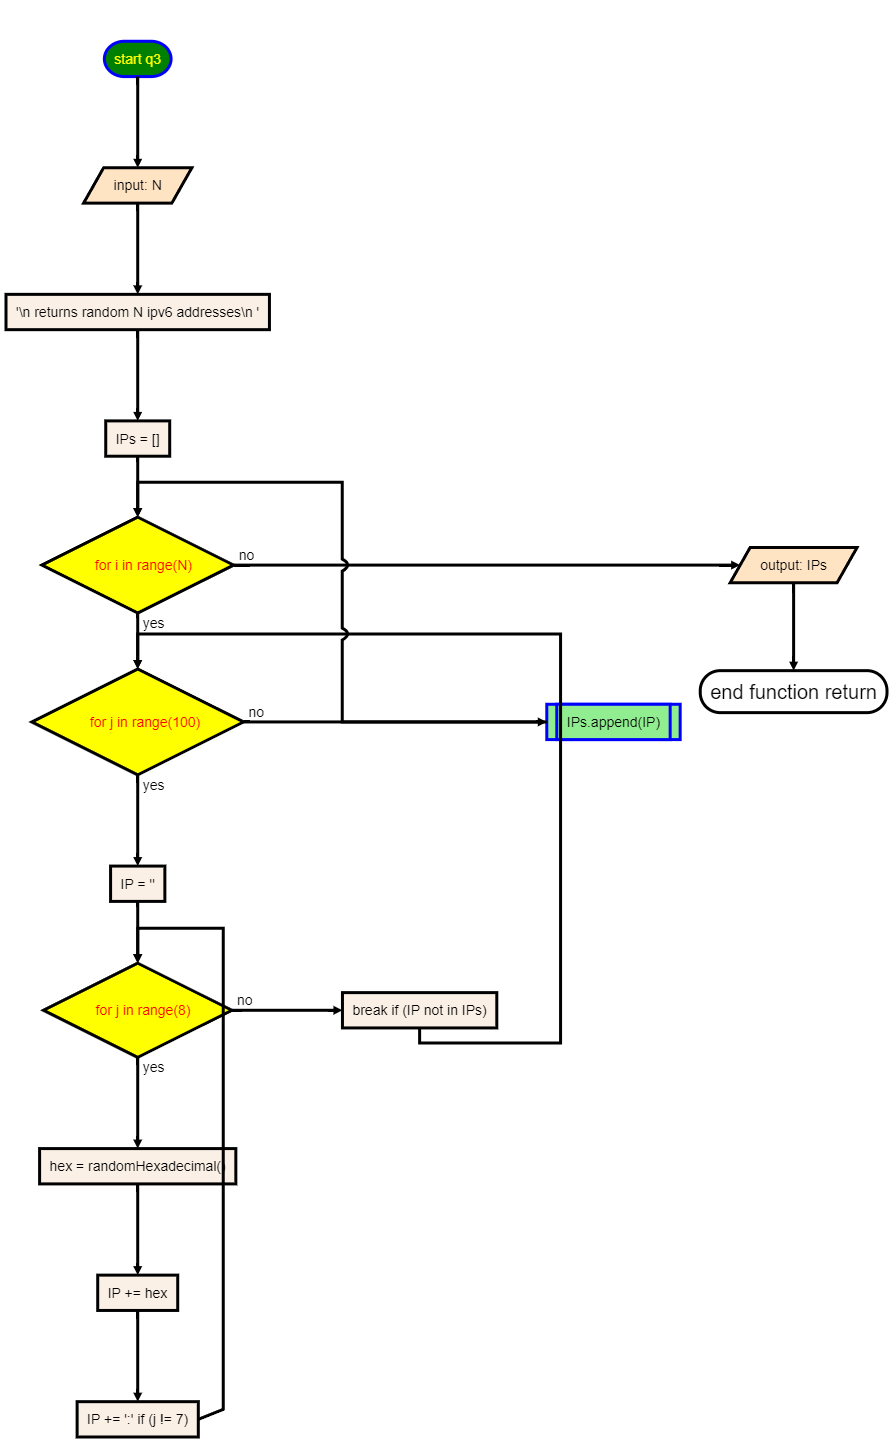 start q3
input: N
'\n returns random N ipv6 addresses\n '
IPs = []
for i in range(N)
no
output: IPs
yes
end function return
for j in range(100)
no
IPs.append(IP)
yes
IP = ''
for j in range(8)
no
break if (IP not in IPs)
yes
hex = randomHexadecimal()
IP += hex
IP += ':' if (j != 7)